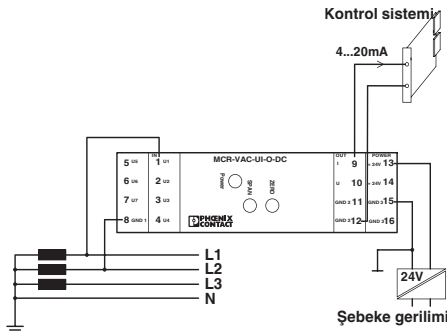 Kontrol sistemi
4...20mA
IN MCR-VAC-UI-O-DC OUT POWER
5 U5 1 U1 I 9 + 24V 13
6 U6 2 U2 U 10 + 24V 14
7 U7 3 U3 GND 2 11 GND 3 15
8 GND 1 4 U4 GND 2 12 GND 3 16
Power
SPAN
ZERO
PHŒNIX
CONTACT
L1
L2
L3
N
24V
Şebeke gerilimi